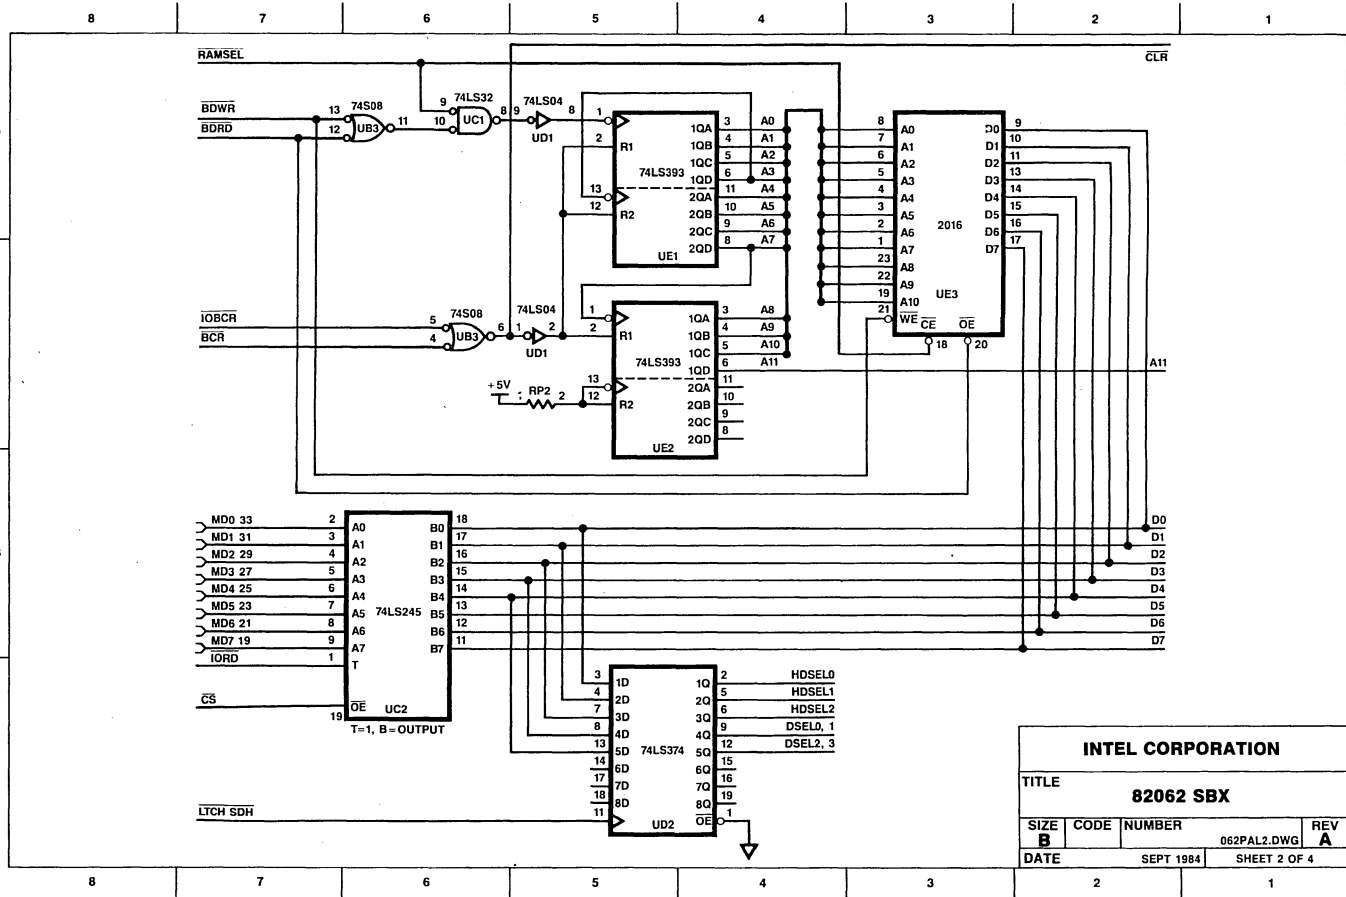 8 7 6 5 4 3 2 1
RAMSEL
CLR
BDWR
BDRD
13 74S08
12 UB3 11
74LS32
9
10 UC1 8
74LS04
9 8
UD1
1
2 R1
74LS393
13
12 R2
UE1
1QA 3 A0
1QB 4 A1
1QC 5 A2
1QD 6 A3
2QA 11 A4
2QB 10 A5
2QC 9 A6
2QD 8 A7
8 A0
7 A1
6 A2
5 A3
4 A4
3 A5
2 A6
1 A7
23 A8
22 A9
19 A10
21 WE
CE OE
18 20
2016
UE3
D0 9
D1 10
D2 11
D3 13
D4 14
D5 15
D6 16
D7 17
IOBCR
BCR
5 74S08
4 UB3 6
74LS04
1 2
UD1
1
2 R1
74LS393
13
12 R2
UE2
1QA 3 A8
1QB 4 A9
1QC 5 A10
1QD 6 A11
2QA 11
2QB 10
2QC 9
2QD 8
A11
+5V
1 RP2 2
MD0 33 2 A0
MD1 31 3 A1
MD2 29 4 A2
MD3 27 5 A3
MD4 25 6 A4
MD5 23 7 A5
MD6 21 8 A6
MD7 19 9 A7
IORD 1 T
CS
19 OE
74LS245
UC2
T=1, B=OUTPUT
B0 18 D0
B1 17 D1
B2 16 D2
B3 15 D3
B4 14 D4
B5 13 D5
B6 12 D6
B7 11 D7
3 1D
4 2D
7 3D
8 4D
13 5D
14 6D
17 7D
18 8D
LTCH SDH 11
74LS374
UD2
1Q 2 HDSEL0
2Q 5 HDSEL1
3Q 6 HDSEL2
4Q 9 DSEL0, 1
5Q 12 DSEL2, 3
6Q 15
7Q 16
8Q 19
OE 1
INTEL CORPORATION
TITLE
82062 SBX
SIZE CODE NUMBER REV
B 062PAL2.DWG A
DATE SEPT 1984 SHEET 2 OF 4
8 7 6 5 4 3 2 1